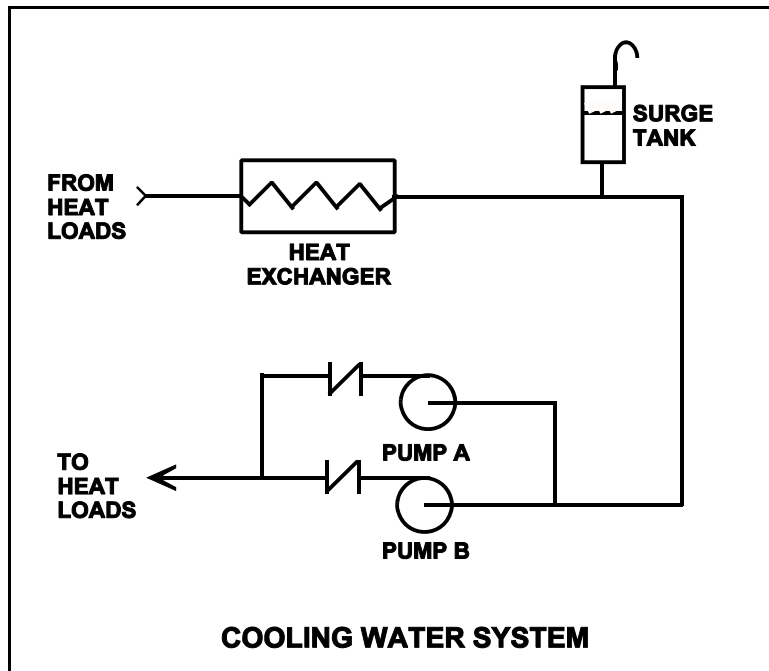 SURGE
TANK
FROM
HEAT
LOADS
HEAT
EXCHANGER
PUMP A
TO
HEAT
LOADS
PUMP B
COOLING WATER SYSTEM